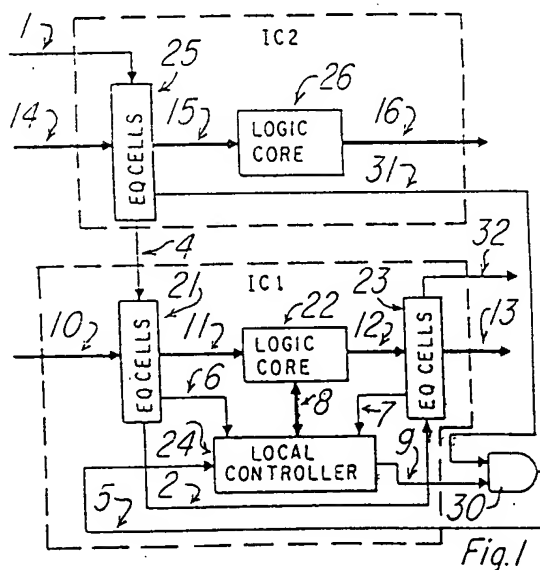 1
25
IC2
26
14
EQ CELLS
15
LOGIC
CORE
16
31
4
32
21
IC1
23
22
10
EQ CELLS
11
LOGIC
CORE
12
EQ CELLS
13
6
8
7
24
LOCAL
CONTROLLER
9
2
5
30
Fig.1